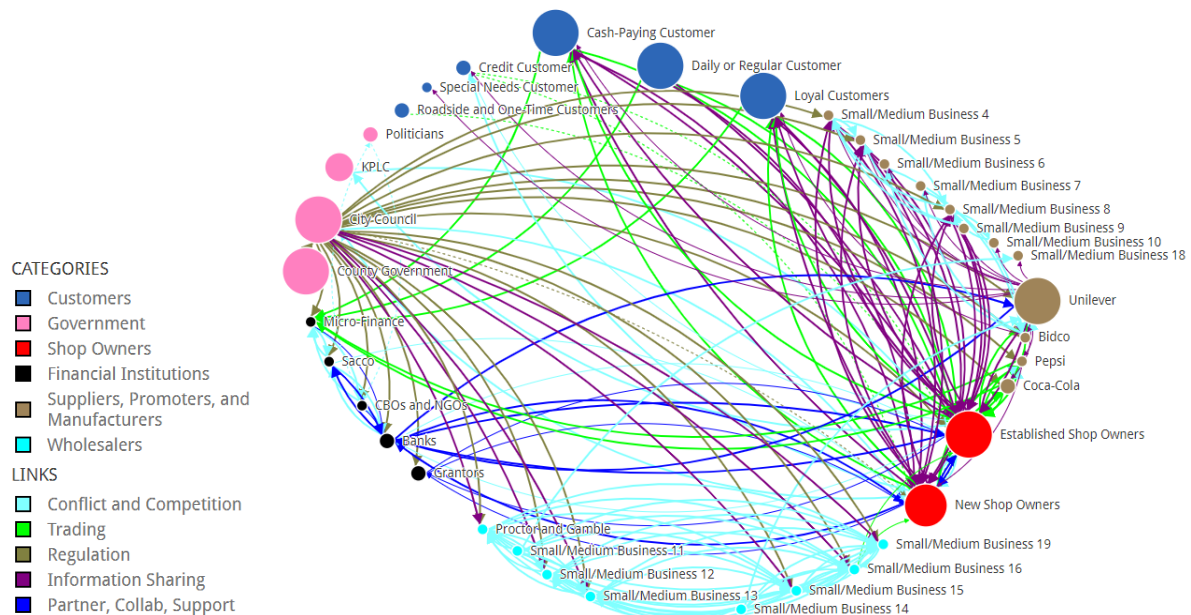 Cash-Paying Customer
Daily or Regular Customer
Credit Customer
Special Needs Customer
Loyal Customers
Roadside and One-Time Customers
Small/Medium Business 4
Politicians
Small/Medium Business 5
KPLC
Small/Medium Business 6
Small/Medium Business 7
Small/Medium Business 8
City Council
Small/Medium Business 9
Small/Medium Business 10
Small/Medium Business 18
County Government
Unilever
Micro-Finance
Bidco
Sacco
Pepsi
Coca-Cola
CBOs and NGOs
Banks
Established Shop Owners
Grantors
New Shop Owners
Proctor and Gamble
Small/Medium Business 19
Small/Medium Business 11
Small/Medium Business 16
Small/Medium Business 12
Small/Medium Business 15
Small/Medium Business 13
Small/Medium Business 14
CATEGORIES
Customers
Government
Shop Owners
Financial Institutions
Suppliers, Promoters, and
Manufacturers
Wholesalers
LINKS
Conflict and Competition
Trading
Regulation
Information Sharing
Partner, Collab, Support